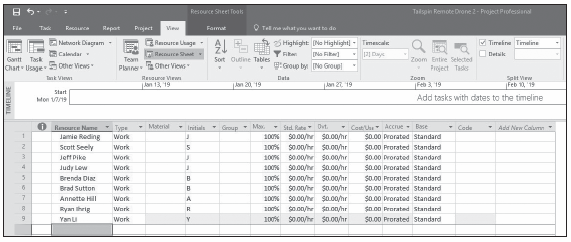 Resource Sheet Tools
Tailspin Remote Drone 2 - Project Professional
File Task Resource Report Project View Format Tell me what you want to do
Gantt Chart
Task Usage
Network Diagram
Calendar
Other Views
Task Views
Team Planner
Resource Usage
Resource Sheet
Other Views
Resource Views
Sort
Outline
Tables
Highlight: [No Highlight]
Filter: [No Filter]
Group by: [No Group]
Data
Timescale:
[2] Days
Zoom
Entire Project
Selected Tasks
Zoom
Timeline Timeline
Details
Split View
TIMELINE
Start
Mon 1/7/19
Jan 13, '19 Jan 20, '19 Jan 27, '19 Feb 3, '19 Feb 10, '19
Add tasks with dates to the timeline
Resource Name Type Material Initials Group Max. Std. Rate Ovt. Cost/Use Accrue Base Code Add New Column
1 Jamie Reding Work J 100% $0.00/hr $0.00/hr $0.00 Prorated Standard
2 Scott Seely Work S 100% $0.00/hr $0.00/hr $0.00 Prorated Standard
3 Jeff Pike Work J 100% $0.00/hr $0.00/hr $0.00 Prorated Standard
4 Judy Lew Work J 100% $0.00/hr $0.00/hr $0.00 Prorated Standard
5 Brenda Diaz Work B 100% $0.00/hr $0.00/hr $0.00 Prorated Standard
6 Brad Sutton Work B 100% $0.00/hr $0.00/hr $0.00 Prorated Standard
7 Annette Hill Work A 100% $0.00/hr $0.00/hr $0.00 Prorated Standard
8 Ryan Ihrig Work R 100% $0.00/hr $0.00/hr $0.00 Prorated Standard
9 Yan Li Work Y 100% $0.00/hr $0.00/hr $0.00 Prorated Standard